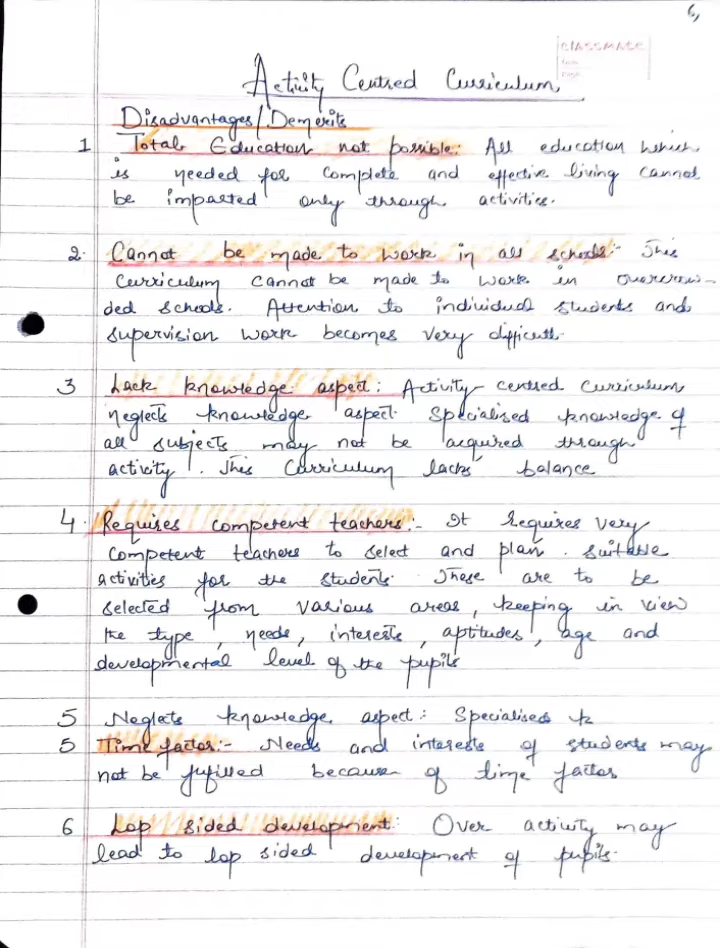 6,
CLASSMATE
Date
Page
Activity Centred Curriculum
Disadvantages/Demerits
1 Total Education not possible: All education which
is needed for complete and effective living cannot
be imparted only through activities.
2. Cannot be made to work in all schools:- This
curriculum cannot be made to work in overcrow-
ded schools. Attention to individual students and
supervision work becomes very difficult.
3 Lack knowledge aspect: Activity centred curriculum
neglects knowledge aspect. Specialised knowledge of
all subjects may not be acquired through
activity. This curriculum lacks balance
4. Requires competent teachers:- It requires very
competent teachers to select and plan . suitable
activities for the students. These are to be
selected from various areas, keeping in view
the type, needs, interests, aptitudes, age and
developmental level of the pupils
5 Neglects knowledge aspect: Specialised k
5 Time factor:- Needs and interests of students may
not be fufilled because of time factor
6 Lop sided development: Over activity may
lead to lop sided development of pupils.